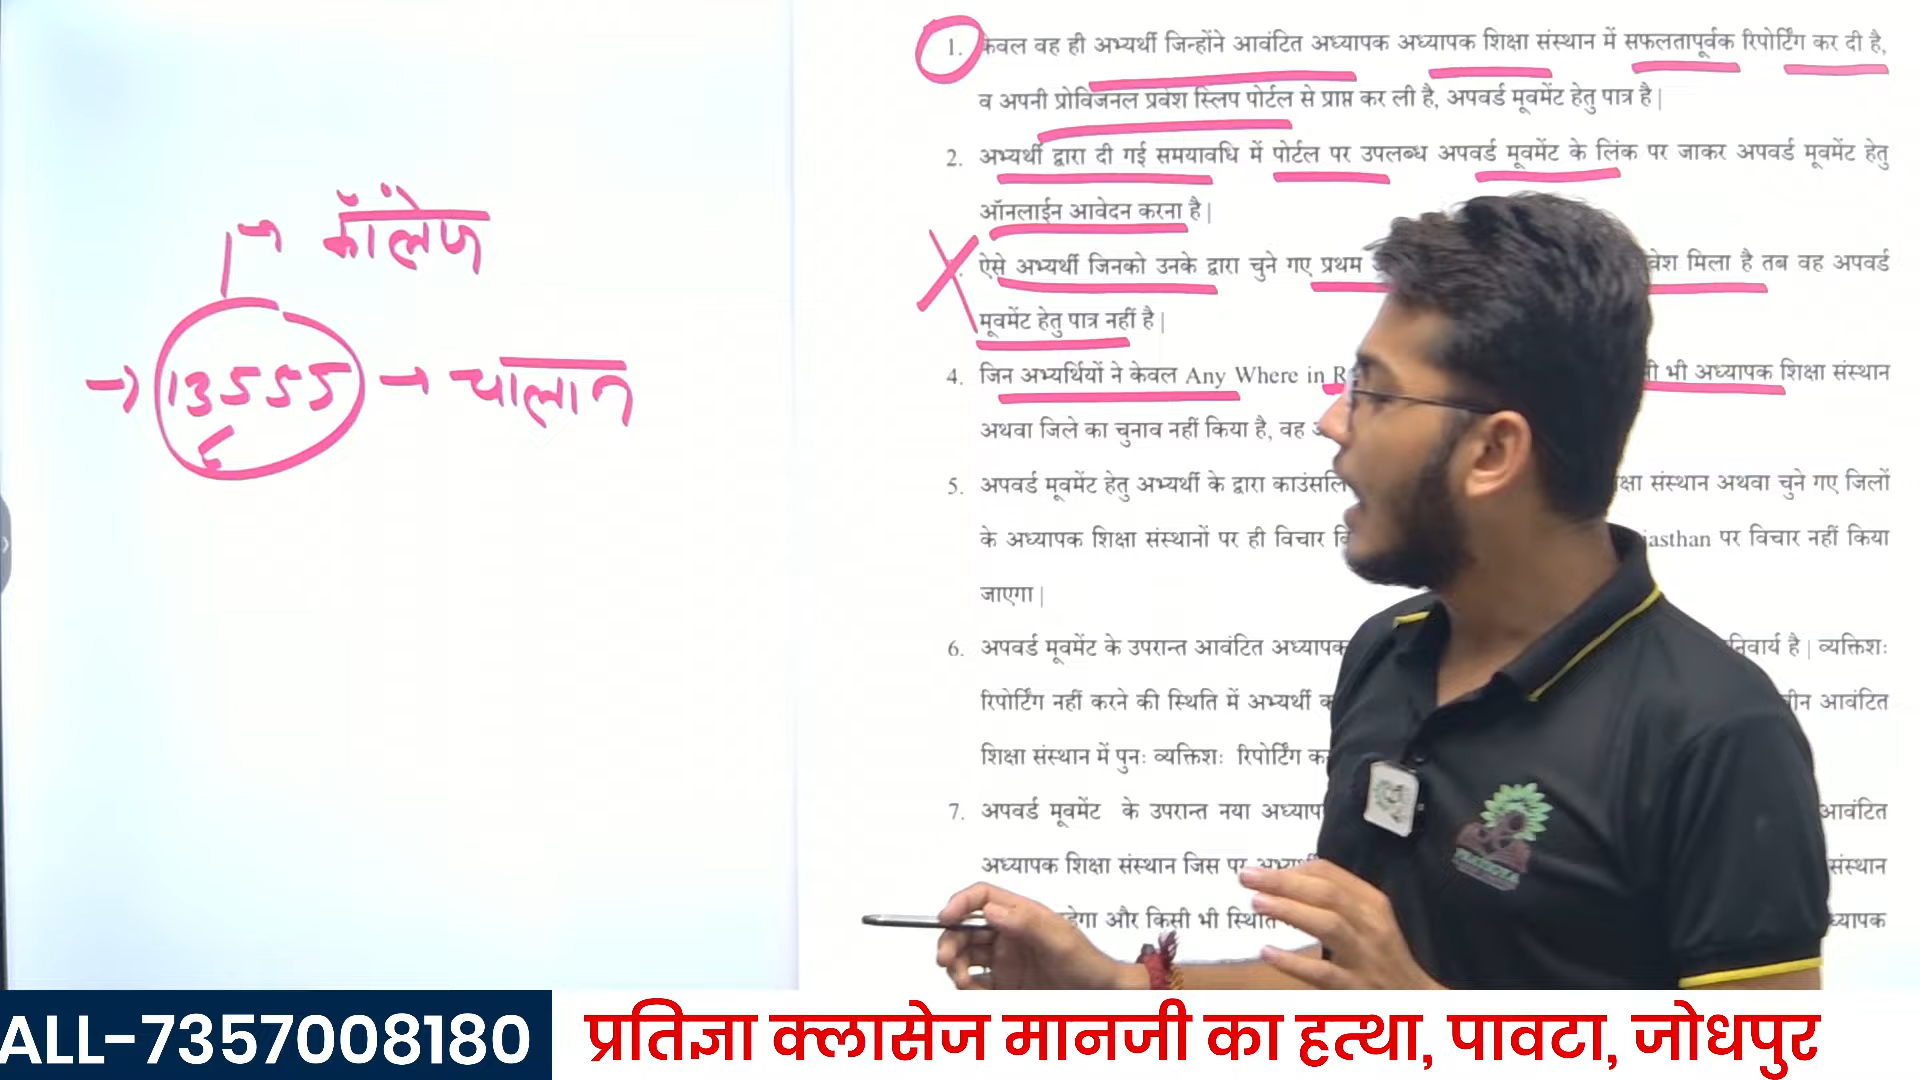 → कॉलेज
→ 13555 → चालान
1. केवल वह ही अभ्यर्थी जिन्होंने आवंटित अध्यापक अध्यापक शिक्षा संस्थान में सफलतापूर्वक रिपोर्टिंग कर दी है,
व अपनी प्रोविजनल प्रवेश स्लिप पोर्टल से प्राप्त कर ली है, अपवर्ड मूवमेंट हेतु पात्र है |
2. अभ्यर्थी द्वारा दी गई समयावधि में पोर्टल पर उपलब्ध अपवर्ड मूवमेंट के लिंक पर जाकर अपवर्ड मूवमेंट हेतु
ऑनलाईन आवेदन करना है |
ऐसे अभ्यर्थी जिनको उनके द्वारा चुने गए प्रथम मिला है तब वह अपवर्ड
मूवमेंट हेतु पात्र नहीं है |
4. जिन अभ्यर्थियों ने केवल Any Where in भी अध्यापक शिक्षा संस्थान
अथवा जिले का चुनाव नहीं किया है, वह
5. अपवर्ड मूवमेंट हेतु अभ्यर्थी के द्वारा संस्थान अथवा चुने गए जिलों
के अध्यापक शिक्षा संस्थानों पर ही विचार पर विचार नहीं किया
जाएगा |
6. अपवर्ड मूवमेंट के उपरान्त आवंटित अध्यापक है | व्यक्तिशः
रिपोर्टिंग नहीं करने की स्थिति में अभ्यर्थी आवंटित
शिक्षा संस्थान में पुनः व्यक्तिशः रिपोर्टिंग
7. अपवर्ड मूवमेंट के उपरान्त नया आवंटित
अध्यापक शिक्षा संस्थान जिस पर संस्थान
और किसी भी
ALL-7357008180
प्रतिज्ञा क्लासेज मानजी का हत्था, पावटा, जोधपुर